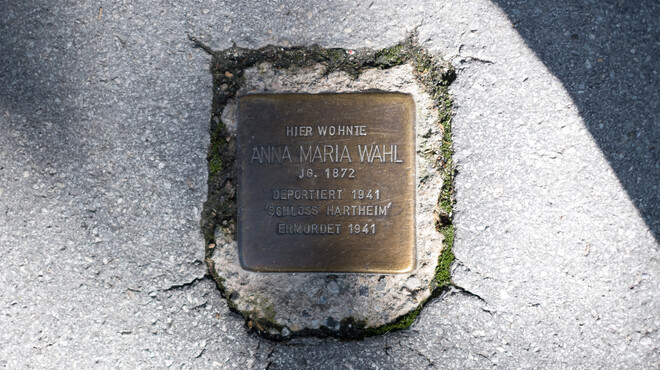 HIER WOHNTE
ANNA MARIA WAHL
JG. 1872
DEPORTIERT 1941
'SCHLOSS HARTHEIM'
ERMORDET 1941